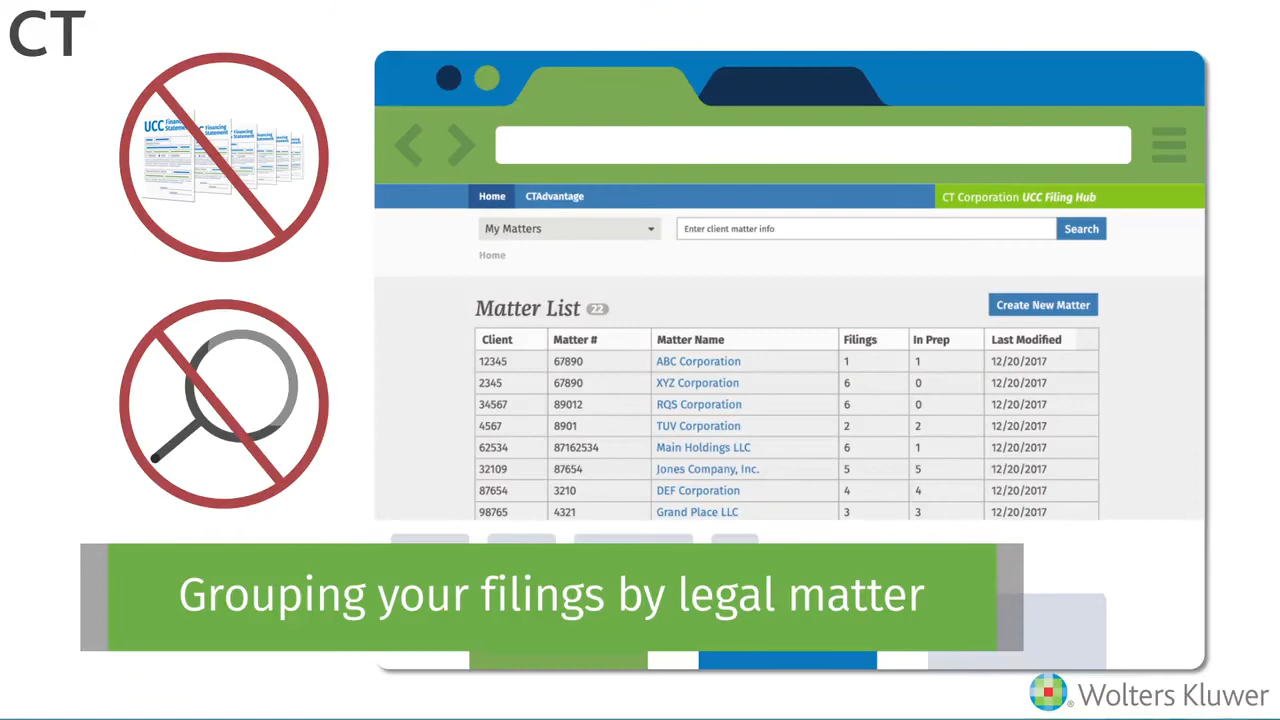 CT
UCC Financing
Statement
Financing
Statement
Home CTAdvantage CT Corporation UCC Filing Hub
My Matters Enter client matter info Search
Home
Matter List 22 Create New Matter
Client Matter # Matter Name Filings In Prep Last Modified
12345 67890 ABC Corporation 1 1 12/20/2017
2345 67890 XYZ Corporation 6 0 12/20/2017
34567 89012 RQS Corporation 6 0 12/20/2017
4567 8901 TUV Corporation 2 2 12/20/2017
62534 87162534 Main Holdings LLC 6 1 12/20/2017
32109 87654 Jones Company, Inc. 5 5 12/20/2017
87654 3210 DEF Corporation 4 4 12/20/2017
98765 4321 Grand Place LLC 3 3 12/20/2017
Grouping your filings by legal matter
® Wolters Kluwer